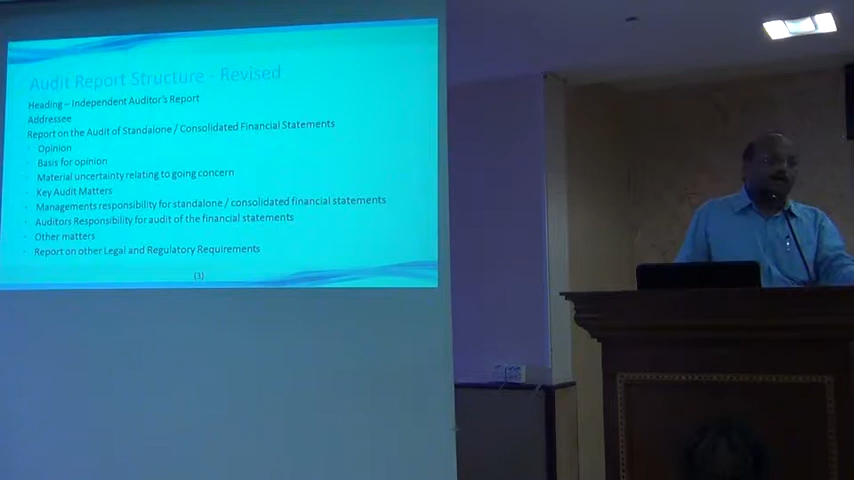 Audit Report Structure - Revised
Heading – Independent Auditor's Report
Addressee
Report on the Audit of Standalone / Consolidated Financial Statements
Opinion
Basis for opinion
Material uncertainty relating to going concern
Key Audit Matters
Managements responsibility for standalone / consolidated financial statements
Auditors Responsibility for audit of the financial statements
Other matters
Report on other Legal and Regulatory Requirements
(3)